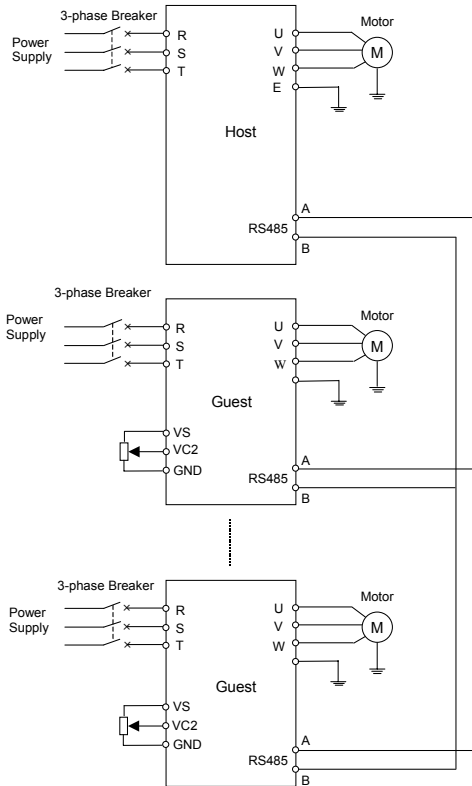 3-phase Breaker
Power
Supply
R
S
T
U
V
W
E
Motor
M
Host
RS485
A
B
3-phase Breaker
Power
Supply
R
S
T
U
V
W
Motor
M
Guest
VS
VC2
GND
RS485
A
B
3-phase Breaker
Power
Supply
R
S
T
U
V
W
Motor
M
Guest
VS
VC2
GND
RS485
A
B